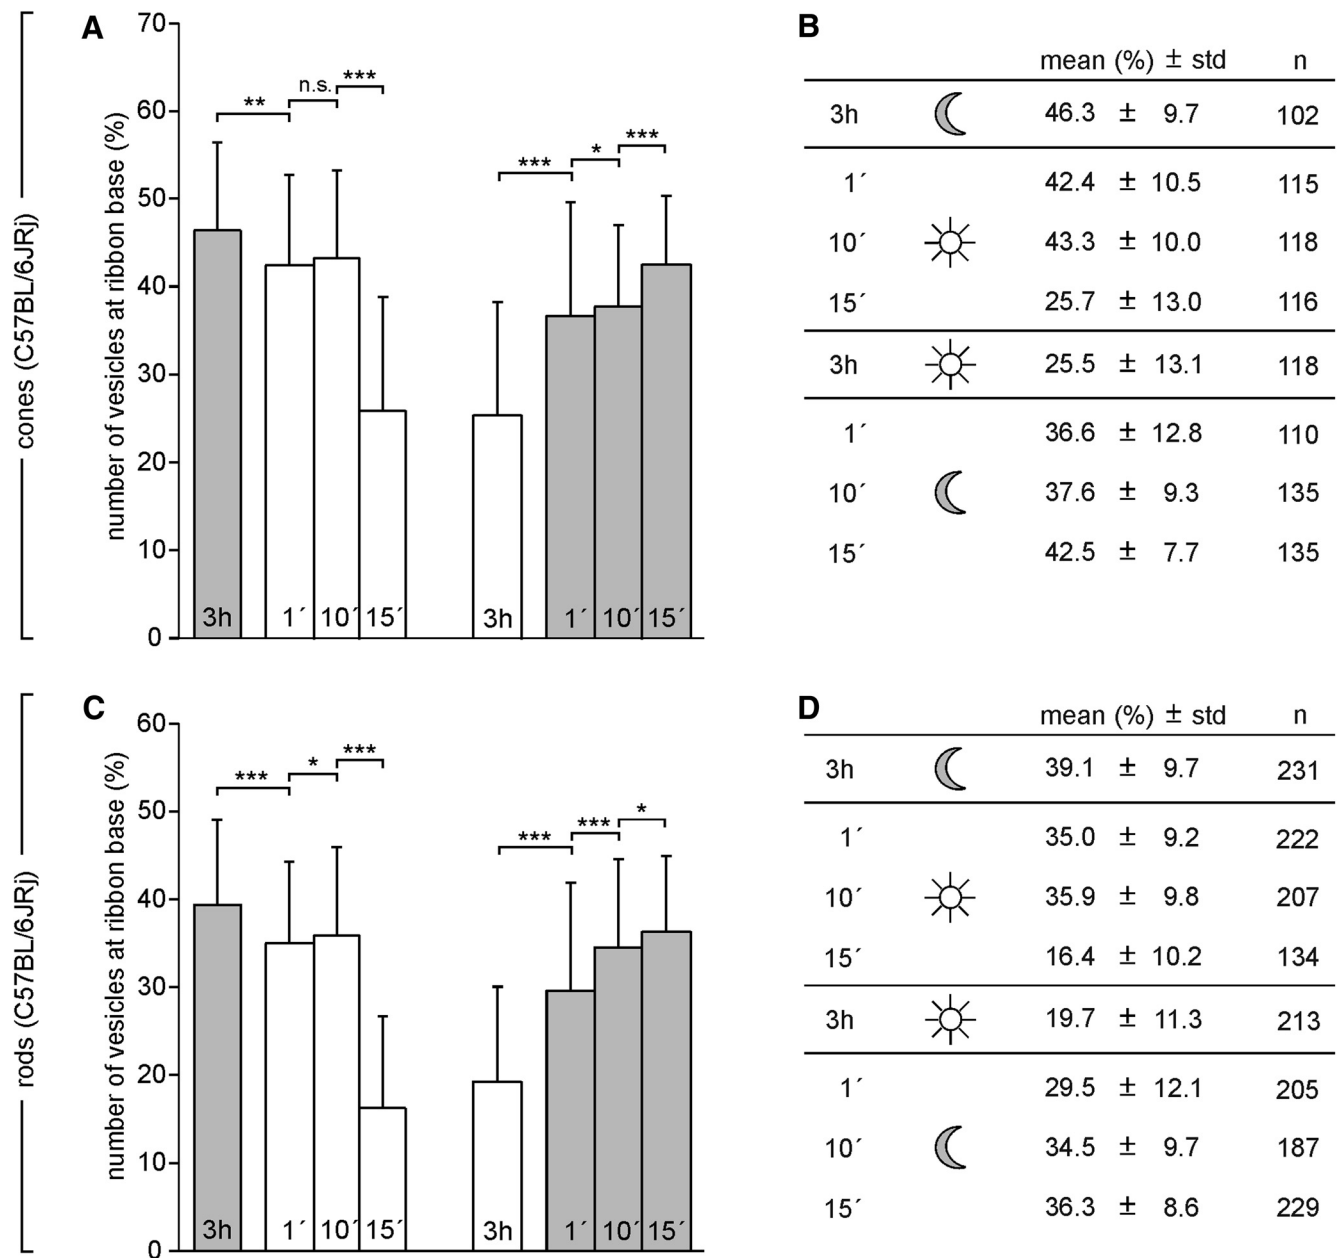 A
cones (C57BL/6JRj)
number of vesicles at ribbon base (%)
70
60
50
40
30
20
10
0
** n.s. ***
*** * ***
3h 1´ 10´ 15´ 3h 1´ 10´ 15´
B
mean (%) ± std n
3h 46.3 ± 9.7 102
1´ 42.4 ± 10.5 115
10´ 43.3 ± 10.0 118
15´ 25.7 ± 13.0 116
3h 25.5 ± 13.1 118
1´ 36.6 ± 12.8 110
10´ 37.6 ± 9.3 135
15´ 42.5 ± 7.7 135
C
rods (C57BL/6JRj)
number of vesicles at ribbon base (%)
60
50
40
30
20
10
0
*** * ***
*** *** *
3h 1´ 10´ 15´ 3h 1´ 10´ 15´
D
mean (%) ± std n
3h 39.1 ± 9.7 231
1´ 35.0 ± 9.2 222
10´ 35.9 ± 9.8 207
15´ 16.4 ± 10.2 134
3h 19.7 ± 11.3 213
1´ 29.5 ± 12.1 205
10´ 34.5 ± 9.7 187
15´ 36.3 ± 8.6 229